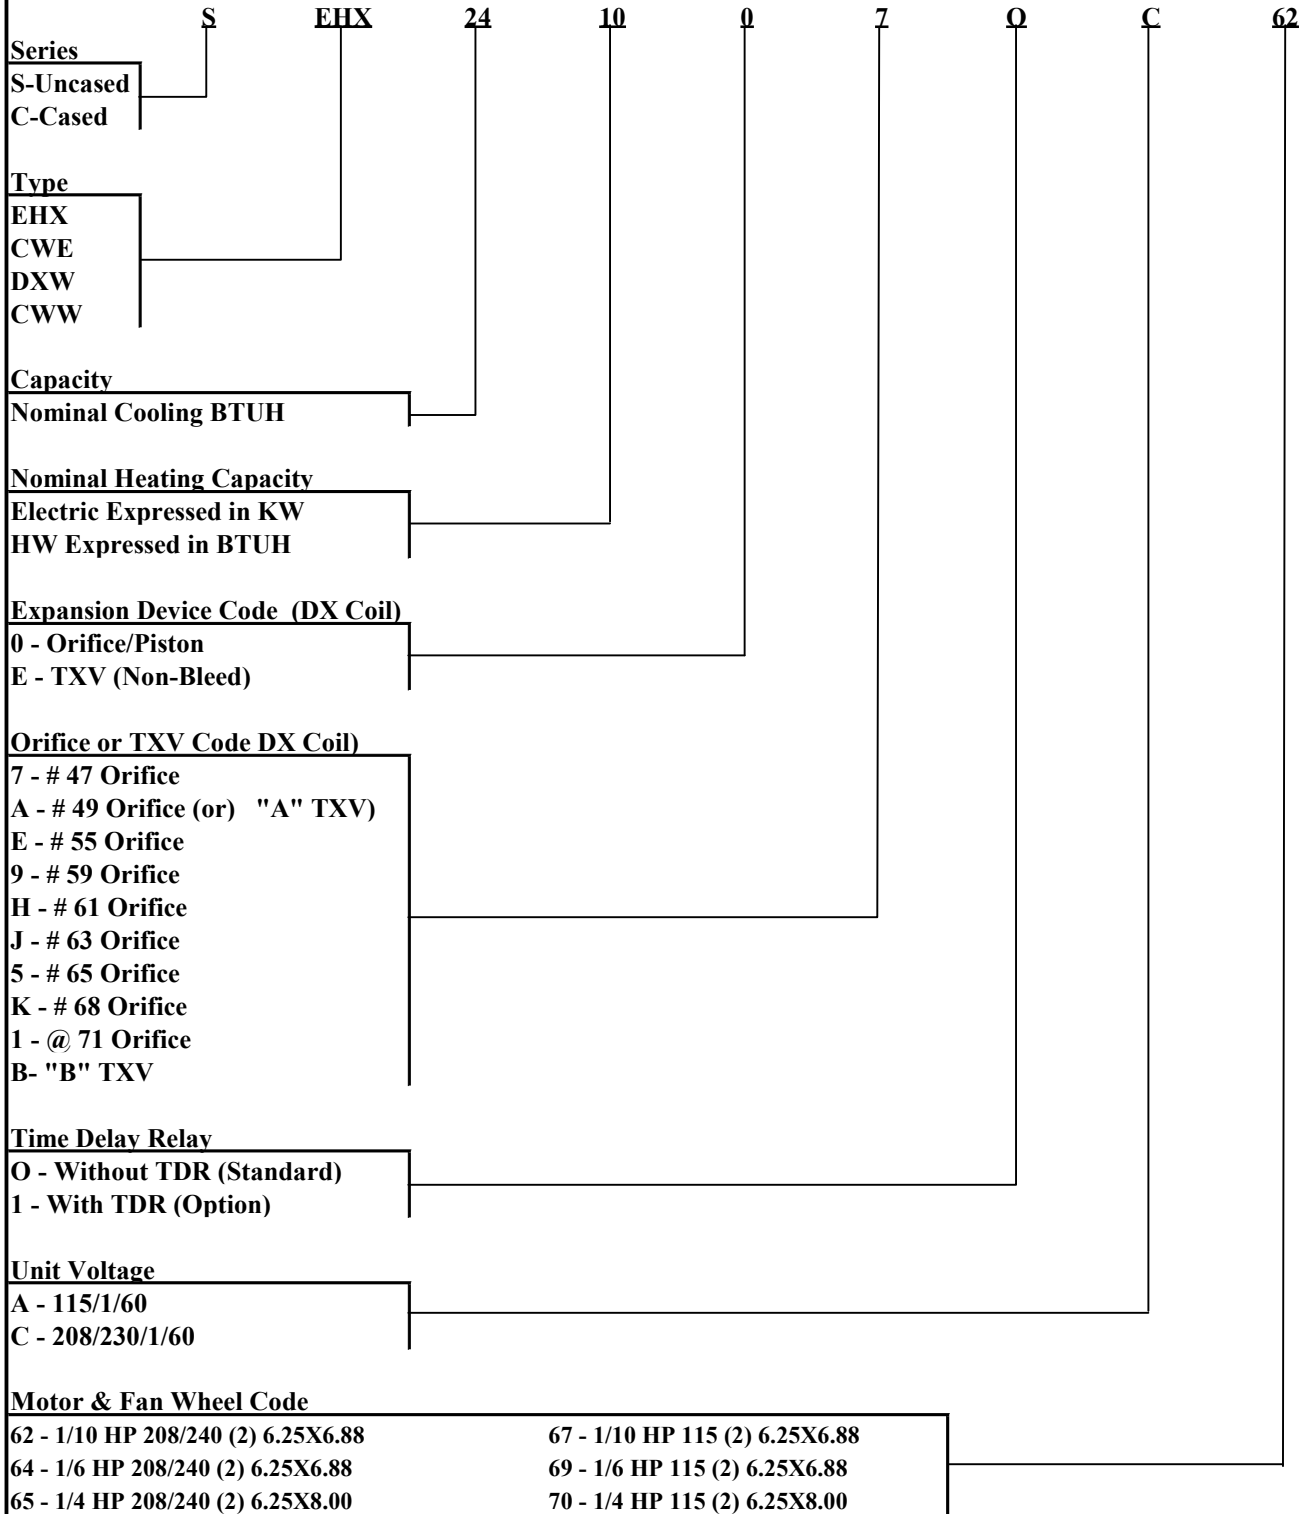 S EHX 24 10 0 7 O C 62
Series
S-Uncased
C-Cased
Type
EHX
CWE
DXW
CWW
Capacity
Nominal Cooling BTUH
Nominal Heating Capacity
Electric Expressed in KW
HW Expressed in BTUH
Expansion Device Code (DX Coil)
0 - Orifice/Piston
E - TXV (Non-Bleed)
Orifice or TXV Code DX Coil)
7 - # 47 Orifice
A - # 49 Orifice (or) "A" TXV)
E - # 55 Orifice
9 - # 59 Orifice
H - # 61 Orifice
J - # 63 Orifice
5 - # 65 Orifice
K - # 68 Orifice
1 - @ 71 Orifice
B- "B" TXV
Time Delay Relay
O - Without TDR (Standard)
1 - With TDR (Option)
Unit Voltage
A - 115/1/60
C - 208/230/1/60
Motor & Fan Wheel Code
62 - 1/10 HP 208/240 (2) 6.25X6.88 67 - 1/10 HP 115 (2) 6.25X6.88
64 - 1/6 HP 208/240 (2) 6.25X6.88 69 - 1/6 HP 115 (2) 6.25X6.88
65 - 1/4 HP 208/240 (2) 6.25X8.00 70 - 1/4 HP 115 (2) 6.25X8.00